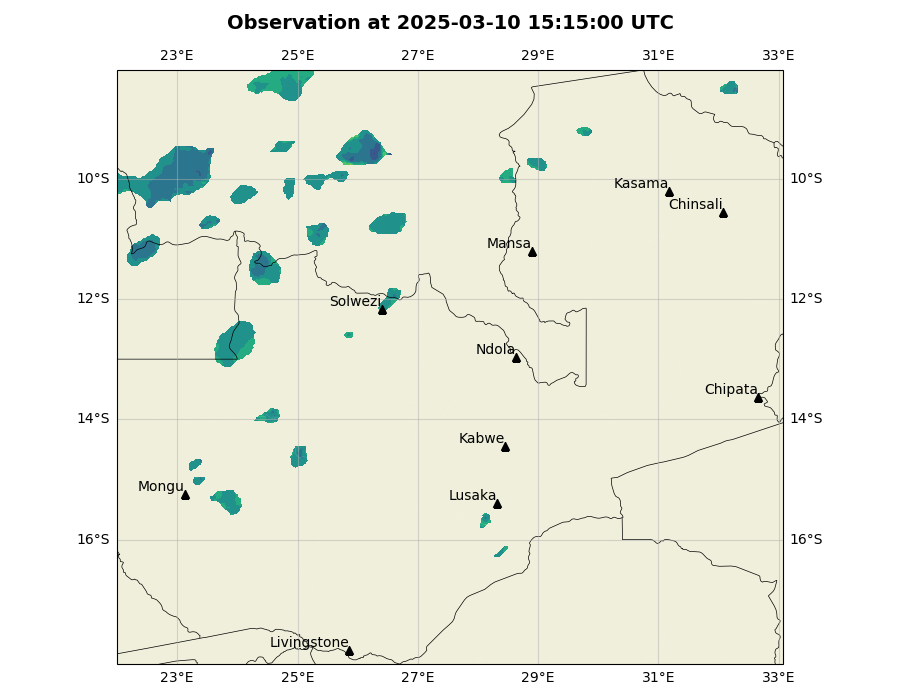 Observation at 2025-03-10 15:15:00 UTC
23°E 25°E 27°E 29°E 31°E 33°E
10°S 10°S
Kasama
Chinsali
Mansa
12°S 12°S
Solwezi
Ndola
Chipata
14°S 14°S
Kabwe
Mongu
Lusaka
16°S 16°S
Livingstone
23°E 25°E 27°E 29°E 31°E 33°E